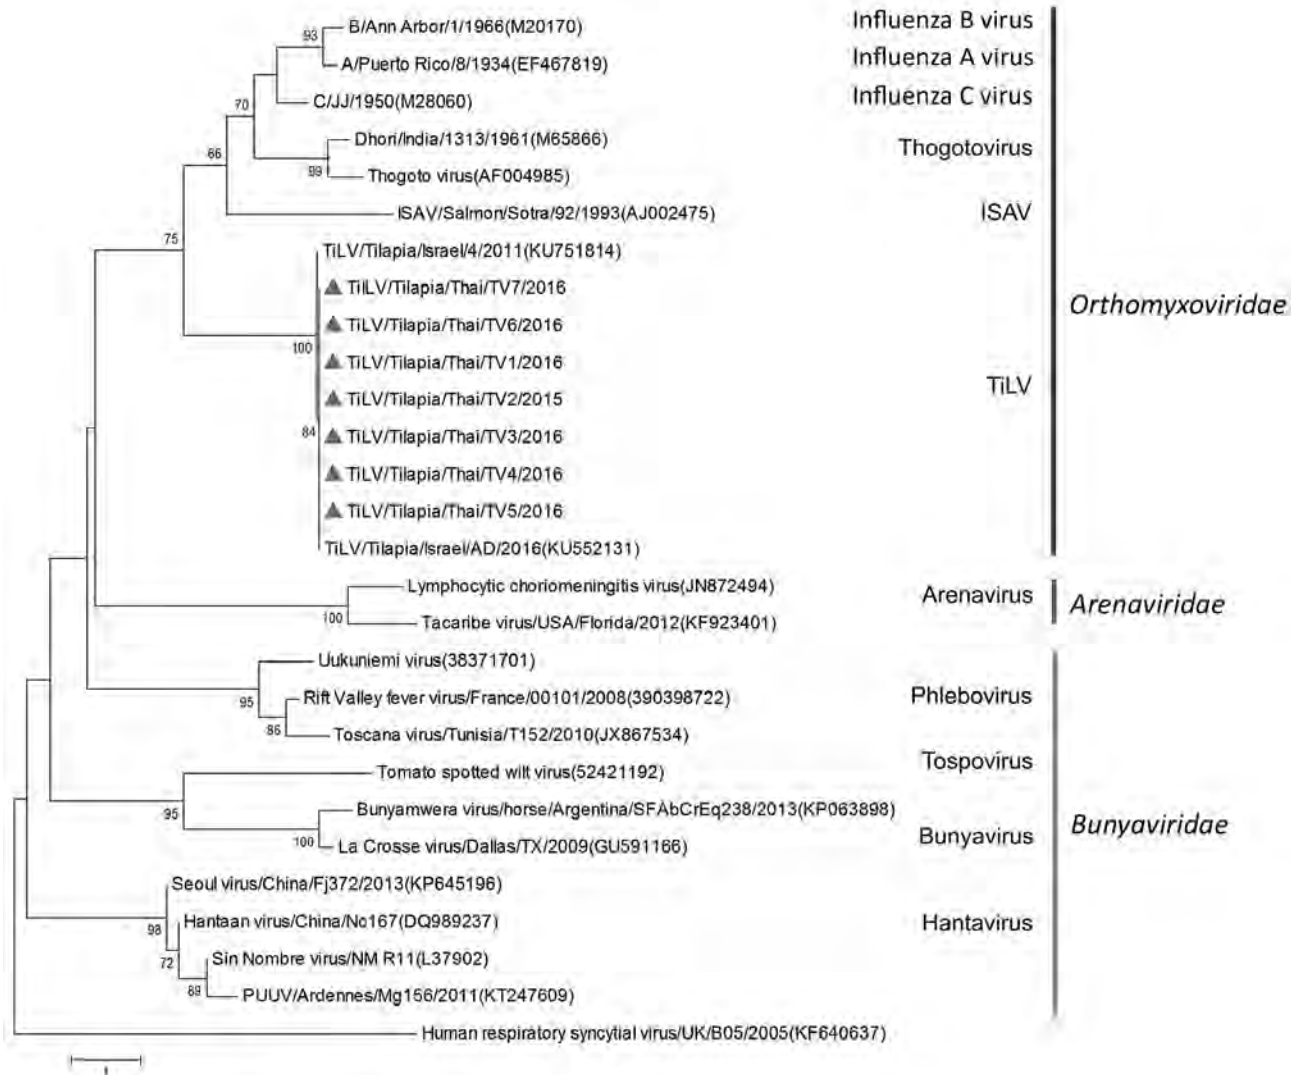 B/Ann Arbor/1/1966(M20170) Influenza B virus
93
A/Puerto Rico/8/1934(EF467819) Influenza A virus
C/JJ/1950(M28060) Influenza C virus
70
Dhori/India/1313/1961(M65866)
Thogotovirus
66
99
Thogoto virus(AF004985)
ISAV/Salmon/Sotra/92/1993(AJ002475) ISAV
75
TiLV/Tilapia/Israel/4/2011(KU751814)
TilLV/Tilapia/Thai/TV7/2016
Orthomyxoviridae
TiLV/Tilapia/Thai/TV6/2016
100
TiLV/Tilapia/Thai/TV1/2016
TiLV
TiLV/Tilapia/Thai/TV2/2015
84
TiLV/Tilapia/Thai/TV3/2016
TiLV/Tilapia/Thai/TV4/2016
TiLV/Tilapia/Thai/TV5/2016
TiLV/Tilapia/Israel/AD/2016(KU552131)
Lymphocytic choriomeningitis virus(JN872494)
Arenavirus Arenaviridae
100
Tacaribe virus/USA/Florida/2012(KF923401)
Uukuniemi virus(38371701)
95
Rift Valley fever virus/France/00101/2008(390398722) Phlebovirus
86
Toscana virus/Tunisia/T152/2010(JX867534)
Tospovirus
Tomato spotted wilt virus(52421192)
95
Bunyamwera virus/horse/Argentina/SFAbCrEq238/2013(KP063898)
Bunyavirus Bunyaviridae
100
La Crosse virus/Dallas/TX/2009(GU591166)
Seoul virus/China/Fj372/2013(KP645196)
98
Hantaan virus/China/No167(DQ989237) Hantavirus
72
Sin Nombre virus/NM R11(L37902)
89
PUUV/Ardennes/Mg156/2011(KT247609)
Human respiratory syncytial virus/UK/B05/2005(KF640637)
1